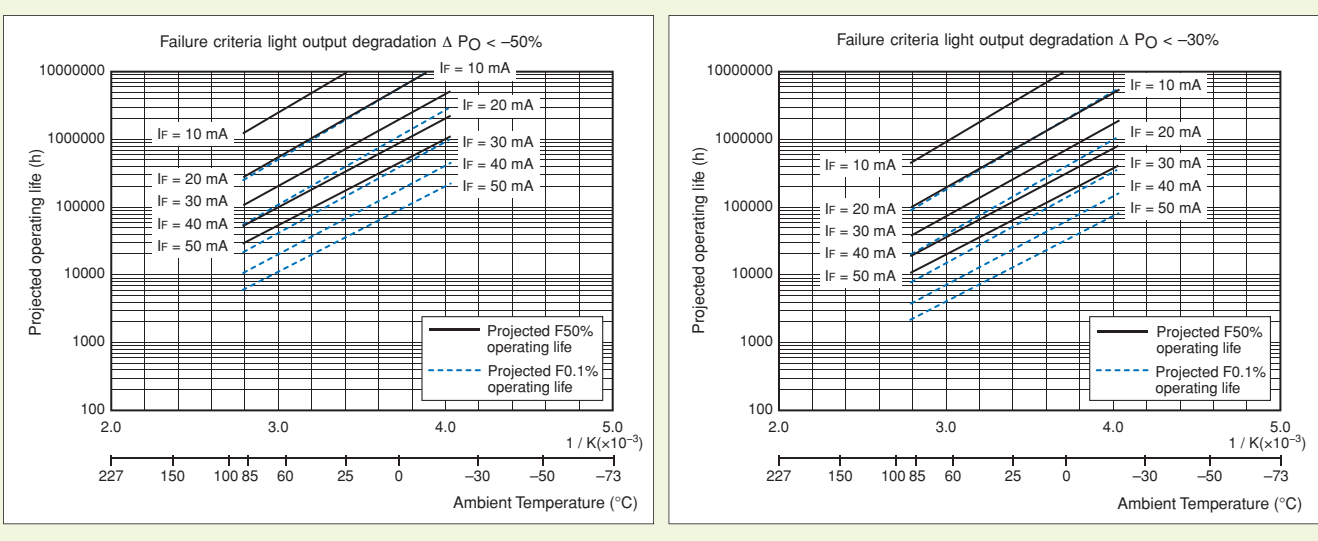 Failure criteria light output degradation Δ PO < –50%
Projected operating life (h)
10000000
1000000
100000
10000
1000
100
IF = 10 mA
IF = 20 mA
IF = 30 mA
IF = 40 mA
IF = 50 mA
IF = 10 mA
IF = 20 mA
IF = 30 mA
IF = 40 mA
IF = 50 mA
Projected F50%
operating life
Projected F0.1%
operating life
2.0 3.0 4.0 5.0
1 / K(×10–3)
227 150 100 85 60 25 0 –30 –50 –73
Ambient Temperature (°C)
Failure criteria light output degradation Δ PO < –30%
Projected operating life (h)
10000000
1000000
100000
10000
1000
100
IF = 10 mA
IF = 20 mA
IF = 30 mA
IF = 40 mA
IF = 50 mA
IF = 10 mA
IF = 20 mA
IF = 30 mA
IF = 40 mA
IF = 50 mA
Projected F50%
operating life
Projected F0.1%
operating life
2.0 3.0 4.0 5.0
1 / K(×10–3)
227 150 100 85 60 25 0 –30 –50 –73
Ambient Temperature (°C)